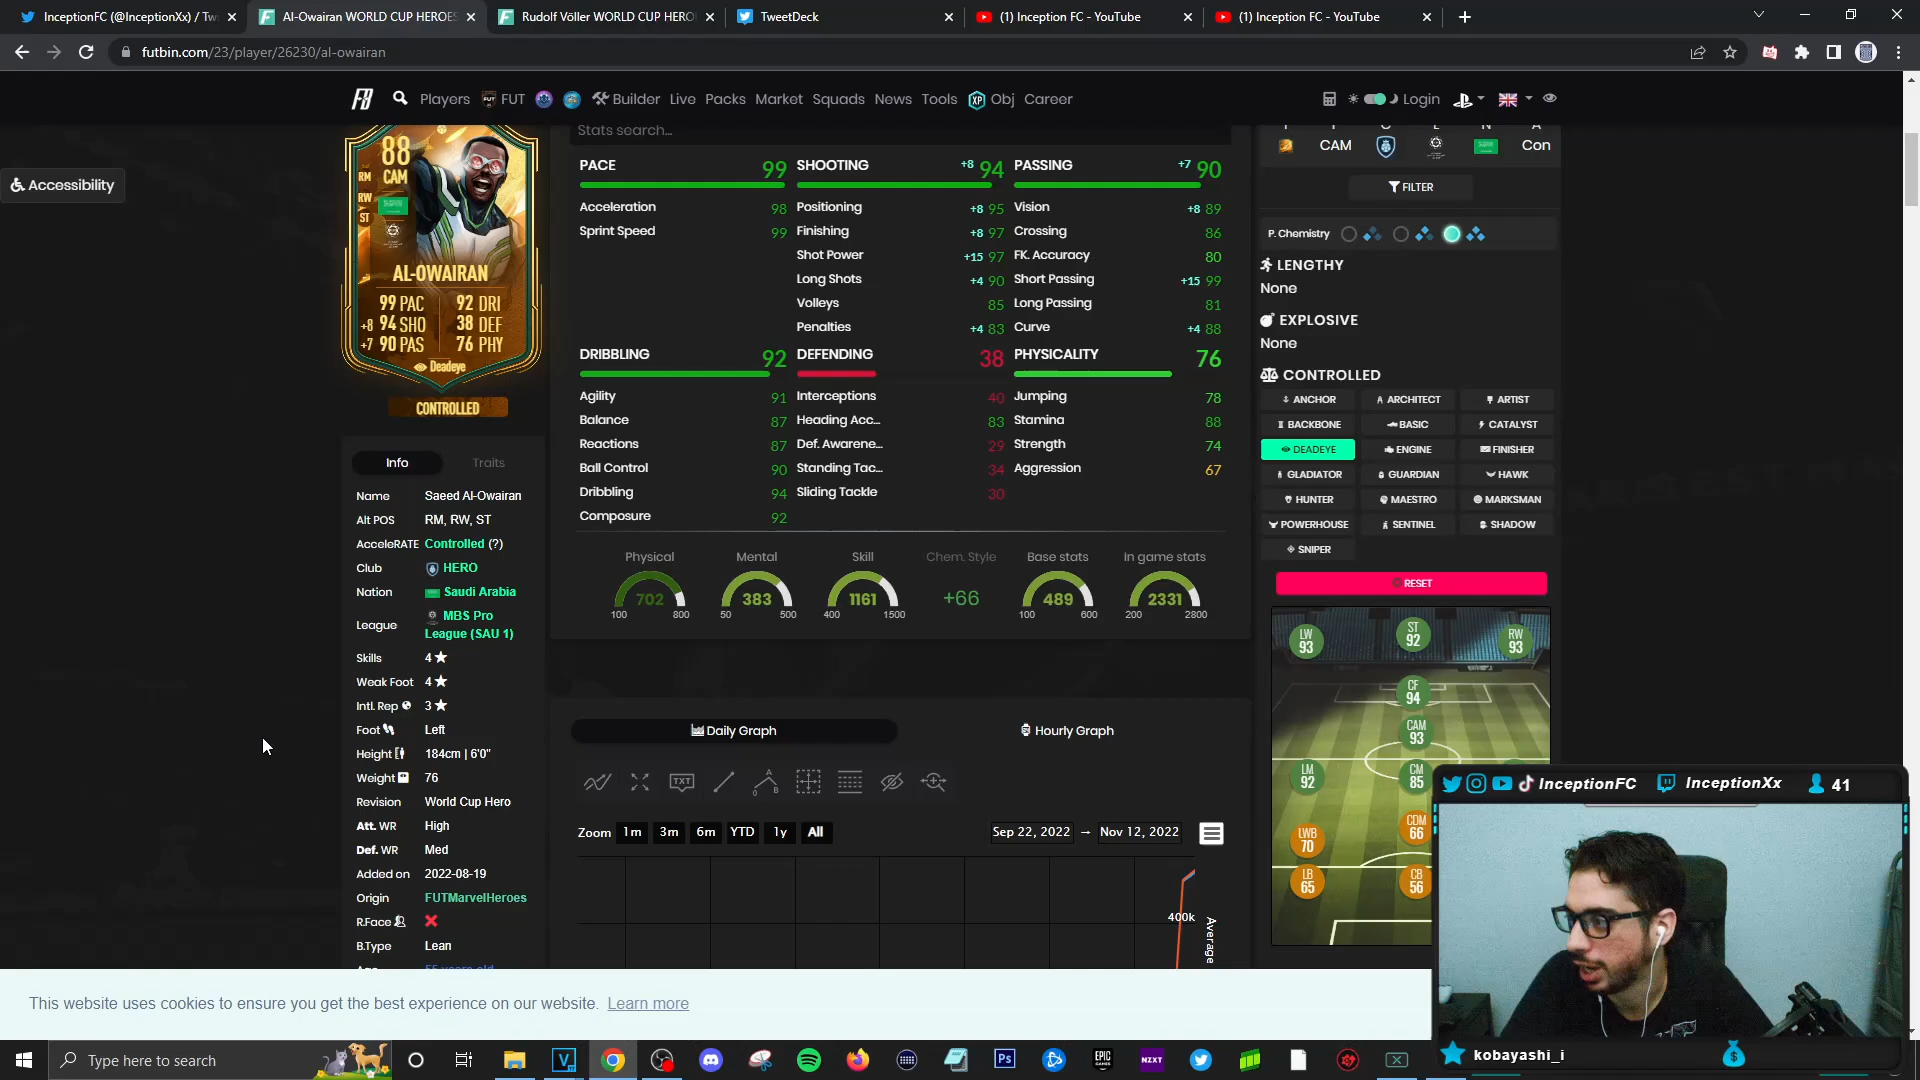 InceptionFC (@InceptionXx) / Tw
Al-Owairan WORLD CUP HEROES
Rudolf Völler WORLD CUP HERO
TweetDeck
(1) Inception FC - YouTube
(1) Inception FC - YouTube
futbin.com/23/player/26230/al-owairan
Players
FUT
Builder
Live
Packs
Market
Squads
News
Tools
XP
Obj
Career
Login
Accessibility
Stats search...
88
CAM
RM
RW
ST
AL-OWAIRAN
99 PAC 92 DRI
+8 94 SHO 38 DEF
+7 90 PAS 76 PHY
Deadeye
CONTROLLED
PACE 99
Acceleration 98
Sprint Speed 99
SHOOTING +8 94
Positioning +8 95
Finishing +8 97
Shot Power +15 97
Long Shots +4 90
Volleys 85
Penalties +4 83
PASSING +7 90
Vision +8 89
Crossing 86
FK. Accuracy 80
Short Passing +15 99
Long Passing 81
Curve +4 88
DRIBBLING 92
Agility 91
Balance 87
Reactions 87
Ball Control 90
Dribbling 94
Composure 92
DEFENDING 38
Interceptions 40
Heading Acc... 83
Def. Awarene... 29
Standing Tac... 34
Sliding Tackle 30
PHYSICALITY 76
Jumping 78
Stamina 88
Strength 74
Aggression 67
Physical 702 100 800
Mental 383 50 500
Skill 1161 400 1500
Chem. Style +66
Base stats 489 100 600
In game stats 2331 200 2800
Info
Traits
Name Saeed Al-Owairan
Alt POS RM, RW, ST
AcceleRATE Controlled (?)
Club HERO
Nation Saudi Arabia
League MBS Pro
League (SAU 1)
Skills 4
Weak Foot 4
Intl. Rep 3
Foot Left
Height 184cm | 6'0"
Weight 76
Revision World Cup Hero
Att. WR High
Def. WR Med
Added on 2022-08-19
Origin FUTMarvelHeroes
R.Face
B.Type Lean
Age 55 years old
Daily Graph
Hourly Graph
TXT
Zoom 1m 3m 6m YTD 1y All
Sep 22, 2022 → Nov 12, 2022
400k
Average
CAM
Con
FILTER
P. Chemistry
LENGTHY
None
EXPLOSIVE
None
CONTROLLED
ANCHOR ARCHITECT ARTIST
BACKBONE BASIC CATALYST
DEADEYE ENGINE FINISHER
GLADIATOR GUARDIAN HAWK
HUNTER MAESTRO MARKSMAN
POWERHOUSE SENTINEL SHADOW
SNIPER
RESET
LW 93
ST 92
RW 93
CF 94
CAM 93
LM 92
CM 85
LWB 70
CDM 66
LB 65
CB 56
InceptionFC
InceptionXx
41
kobayashi_i
This website uses cookies to ensure you get the best experience on our website. Learn more
Type here to search
V
Ps
EPIC
GAMES
NZXT